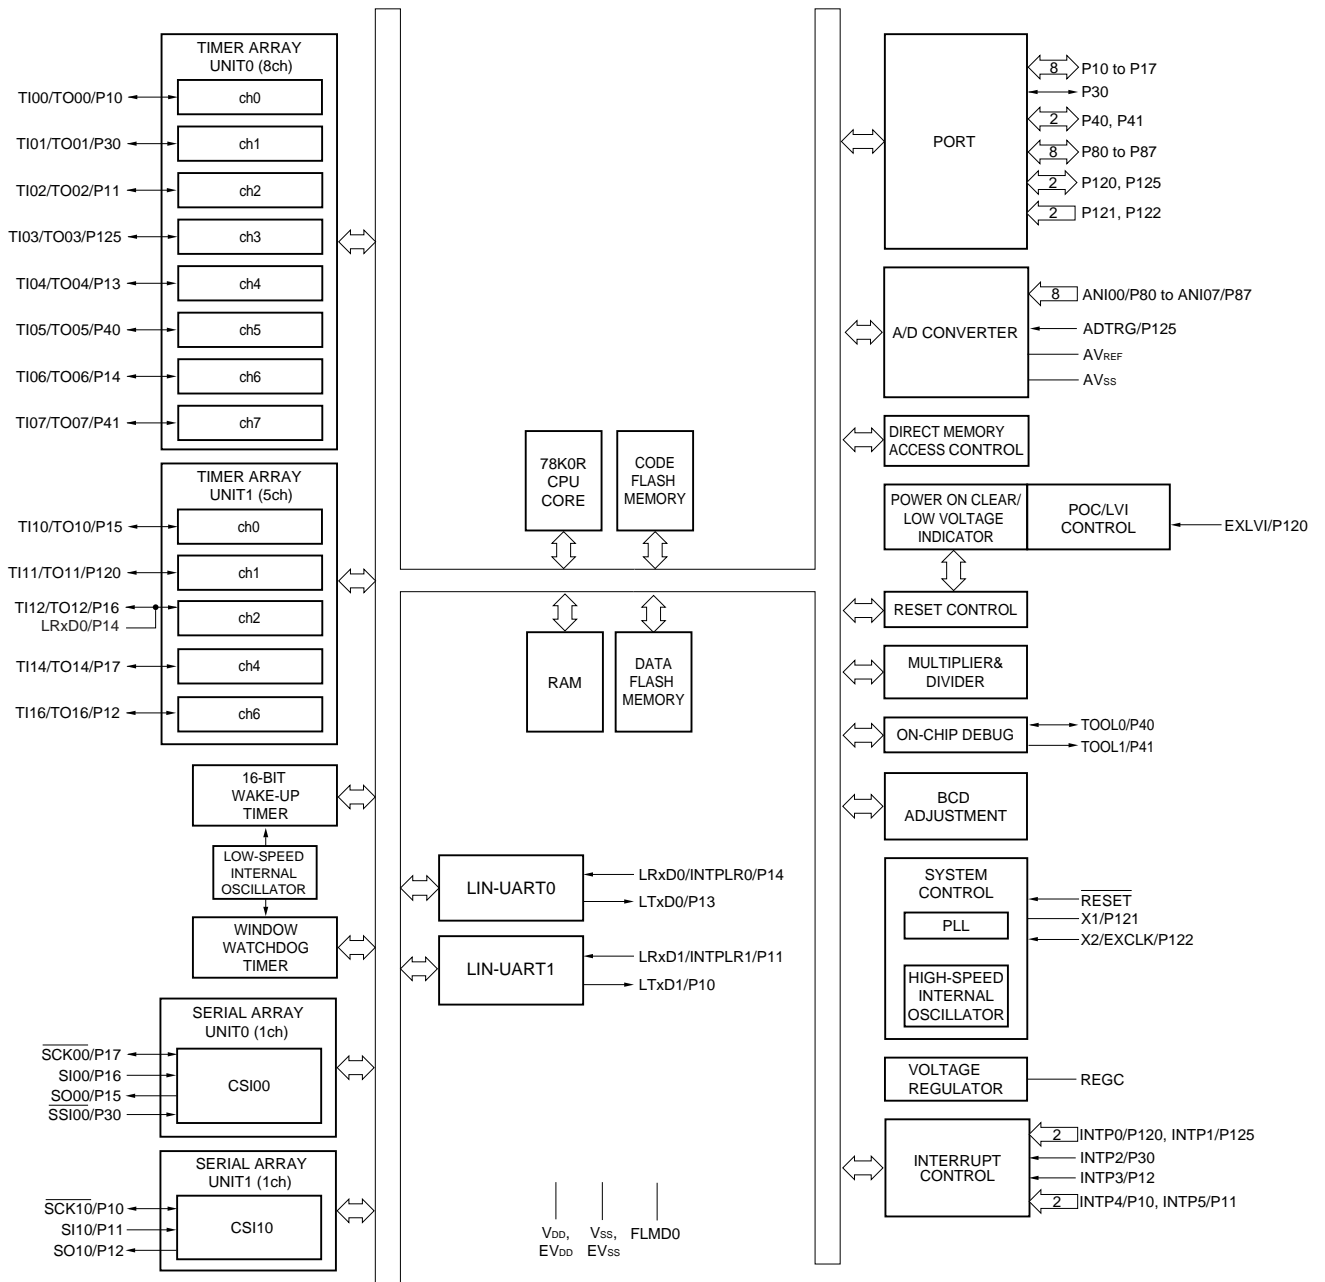 TIMER ARRAY
UNIT0 (8ch)
TI00/TO00/P10
ch0
TI01/TO01/P30
ch1
TI02/TO02/P11
ch2
TI03/TO03/P125
ch3
TI04/TO04/P13
ch4
TI05/TO05/P40
ch5
TI06/TO06/P14
ch6
TI07/TO07/P41
ch7
TIMER ARRAY
UNIT1 (5ch)
TI10/TO10/P15
ch0
TI11/TO11/P120
ch1
TI12/TO12/P16
LRxD0/P14
ch2
TI14/TO14/P17
ch4
TI16/TO16/P12
ch6
16-BIT
WAKE-UP
TIMER
LOW-SPEED
INTERNAL
OSCILLATOR
WINDOW
WATCHDOG
TIMER
SERIAL ARRAY
UNIT0 (1ch)
SCK00/P17
SI00/P16
SO00/P15
SSI00/P30
CSI00
SERIAL ARRAY
UNIT1 (1ch)
SCK10/P10
SI10/P11
SO10/P12
CSI10
78K0R
CPU
CORE
CODE
FLASH
MEMORY
RAM
DATA
FLASH
MEMORY
LIN-UART0
LRxD0/INTPLR0/P14
LTxD0/P13
LIN-UART1
LRxD1/INTPLR1/P11
LTxD1/P10
VDD,
EVDD
VSS,
EVSS
FLMD0
PORT
8 P10 to P17
P30
2 P40, P41
8 P80 to P87
2 P120, P125
2 P121, P122
A/D CONVERTER
8 ANI00/P80 to ANI07/P87
ADTRG/P125
AVREF
AVSS
DIRECT MEMORY
ACCESS CONTROL
POWER ON CLEAR/
LOW VOLTAGE
INDICATOR
POC/LVI
CONTROL
EXLVI/P120
RESET CONTROL
MULTIPLIER&
DIVIDER
ON-CHIP DEBUG
TOOL0/P40
TOOL1/P41
BCD
ADJUSTMENT
SYSTEM
CONTROL
PLL
HIGH-SPEED
INTERNAL
OSCILLATOR
RESET
X1/P121
X2/EXCLK/P122
VOLTAGE
REGULATOR
REGC
INTERRUPT
CONTROL
2 INTP0/P120, INTP1/P125
INTP2/P30
INTP3/P12
2 INTP4/P10, INTP5/P11